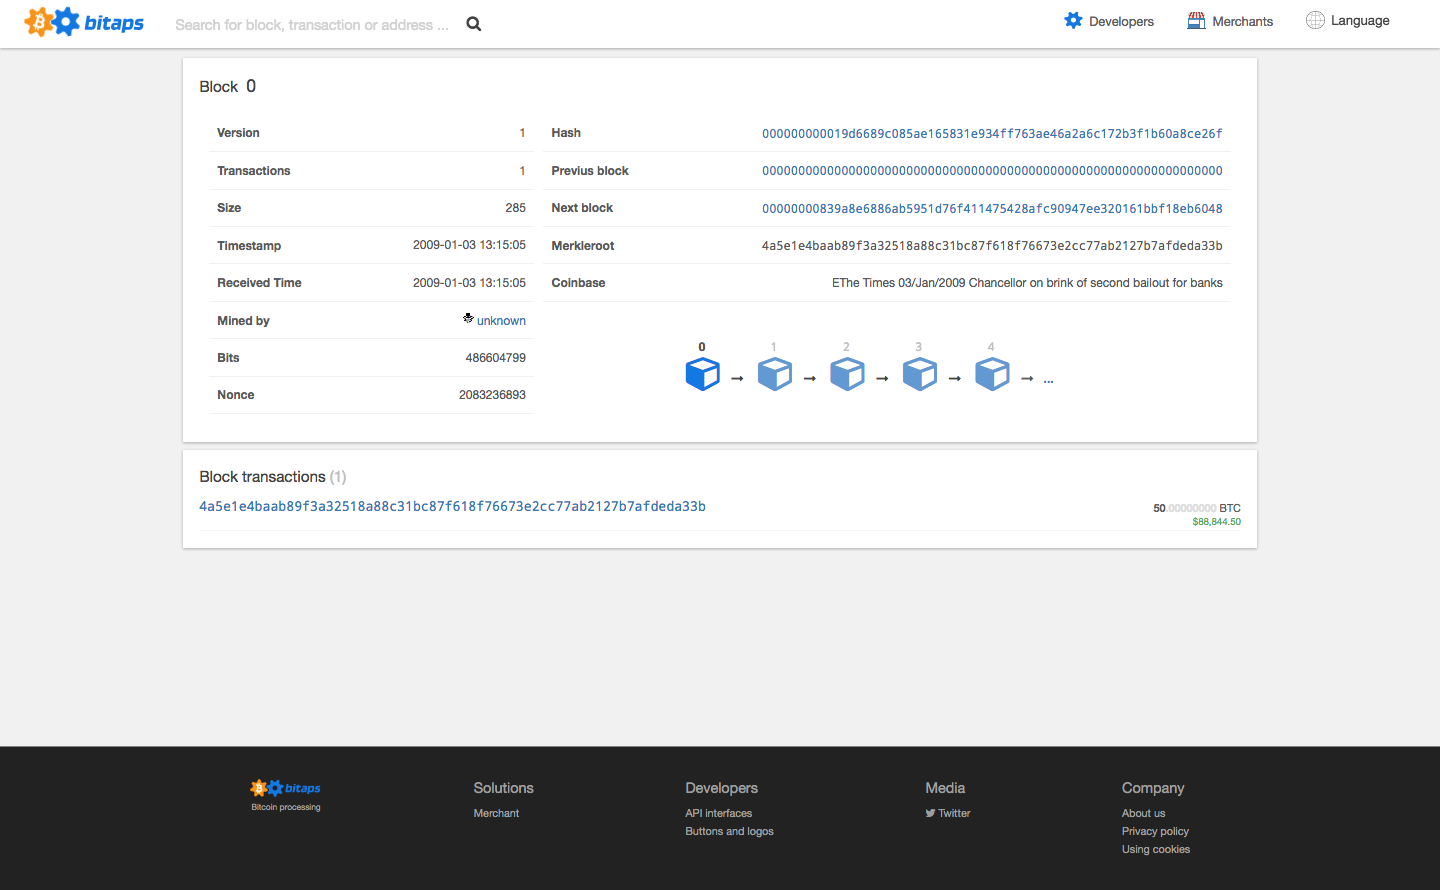 bitaps
Search for block, transaction or address ...
Developers
Merchants
Language
Block 0
Version 1
Transactions 1
Size 285
Timestamp 2009-01-03 13:15:05
Received Time 2009-01-03 13:15:05
Mined by unknown
Bits 486604799
Nonce 2083236893
Hash 000000000019d6689c085ae165831e934ff763ae46a2a6c172b3f1b60a8ce26f
Previus block 0000000000000000000000000000000000000000000000000000000000000000
Next block 00000000839a8e6886ab5951d76f411475428afc90947ee320161bbf18eb6048
Merkleroot 4a5e1e4baab89f3a32518a88c31bc87f618f76673e2cc77ab2127b7afdeda33b
Coinbase EThe Times 03/Jan/2009 Chancellor on brink of second bailout for banks
0 1 2 3 4
→ → → → → ...
Block transactions (1)
4a5e1e4baab89f3a32518a88c31bc87f618f76673e2cc77ab2127b7afdeda33b
50.00000000 BTC
$88,844.50
bitaps
Bitcoin processing
Solutions
Merchant
Developers
API interfaces
Buttons and logos
Media
Twitter
Company
About us
Privacy policy
Using cookies